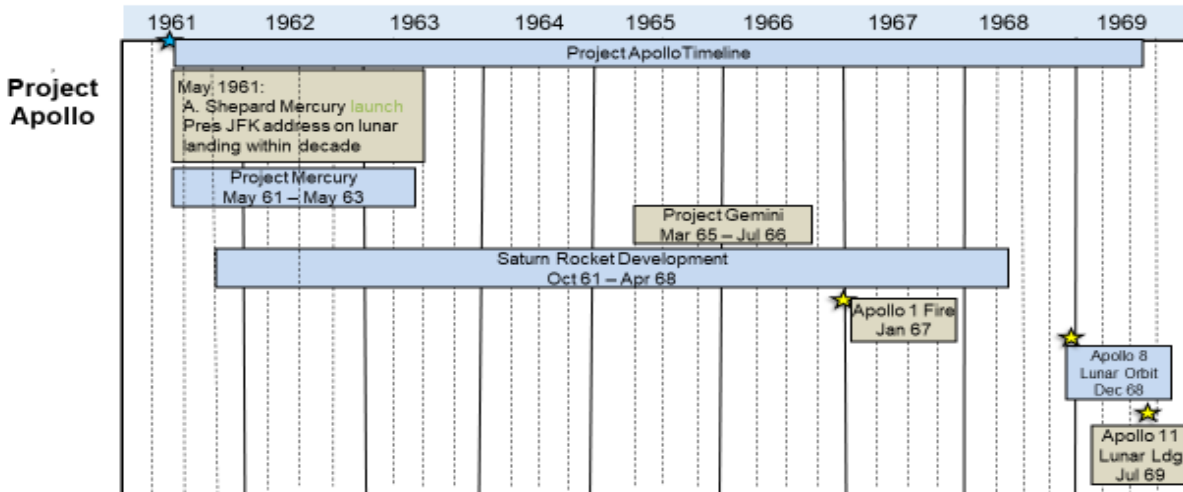 1961 1962 1963 1964 1965 1966 1967 1968 1969
Project Apollo Timeline
Project
Apollo
May 1961:
A. Shepard Mercury launch
Pres JFK address on lunar
landing within decade
Project Mercury
May 61 – May 63
Project Gemini
Mar 65 – Jul 66
Saturn Rocket Development
Oct 61 – Apr 68
Apollo 1 Fire
Jan 67
Apollo 8
Lunar Orbit
Dec 68
Apollo 11
Lunar Ldg
Jul 69